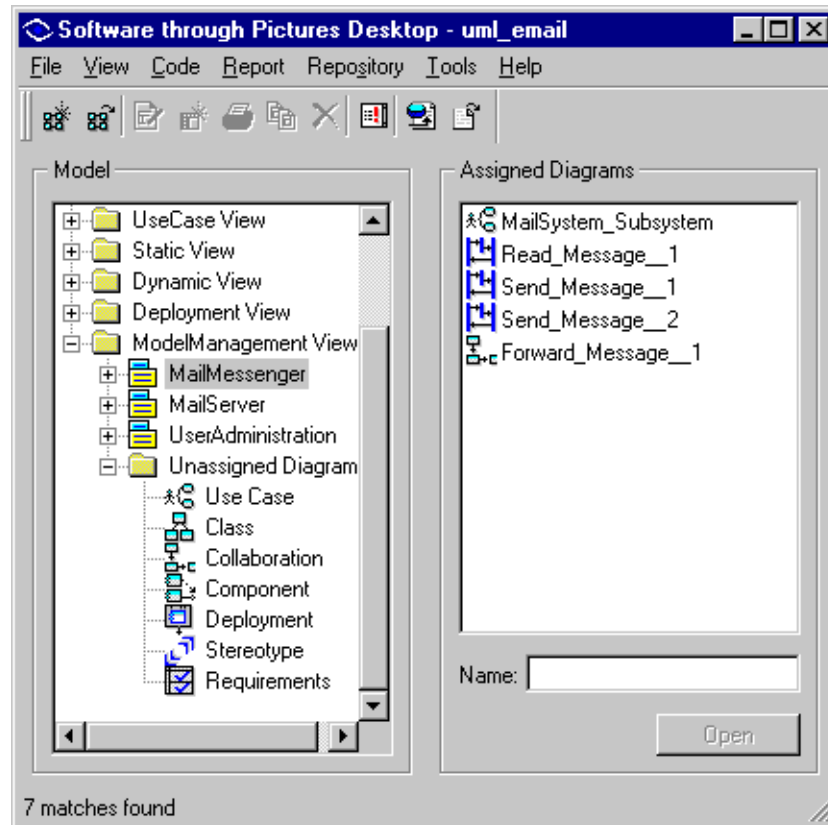 Software through Pictures Desktop - uml_email
File View Code Report Repository Tools Help
Model
UseCase View
Static View
Dynamic View
Deployment View
ModelManagement View
MailMessenger
MailServer
UserAdministration
Unassigned Diagram
Use Case
Class
Collaboration
Component
Deployment
Stereotype
Requirements
Assigned Diagrams
MailSystem_Subsystem
Read_Message__1
Send_Message__1
Send_Message__2
Forward_Message__1
Name:
Open
7 matches found